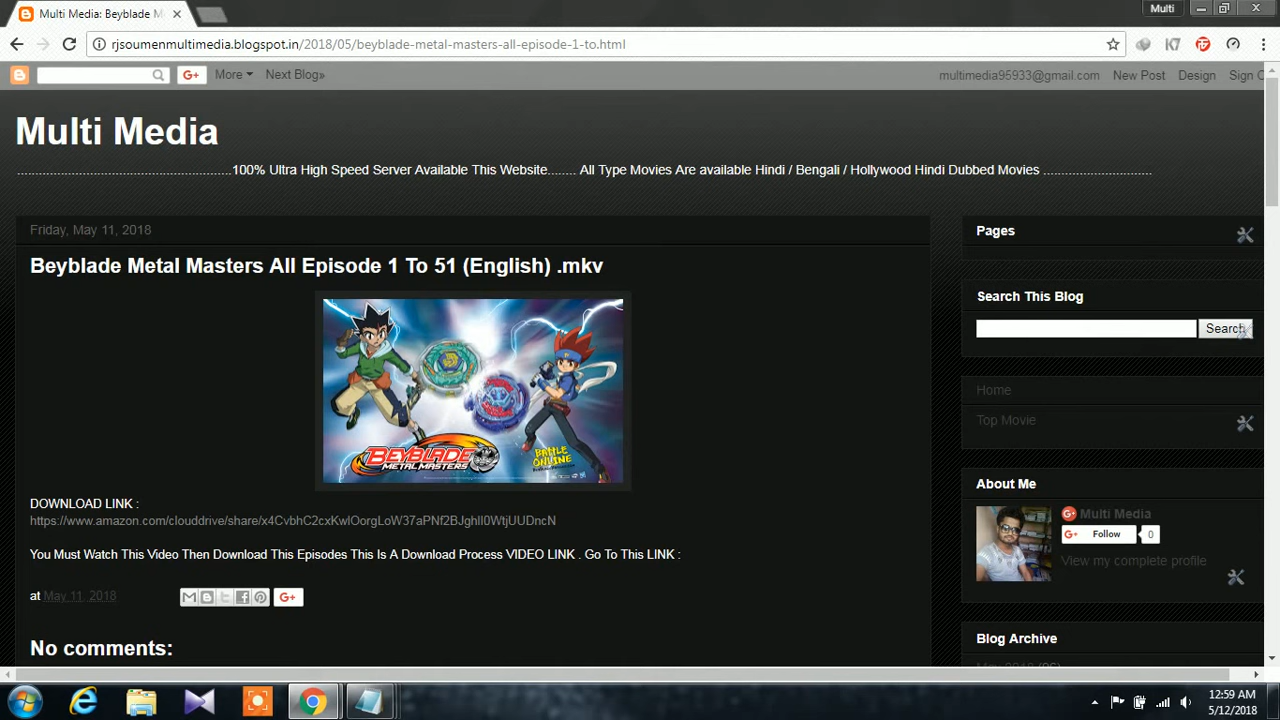 Multi Media: Beyblade M
Multi
rjsoumenmultimedia.blogspot.in/2018/05/beyblade-metal-masters-all-episode-1-to.html
K7
G+
More
Next Blog»
multimedia95933@gmail.com
New Post
Design
Sign O
Multi Media
............................................................100% Ultra High Speed Server Available This Website........ All Type Movies Are available Hindi / Bengali / Hollywood Hindi Dubbed Movies ..............................
Friday, May 11, 2018
Beyblade Metal Masters All Episode 1 To 51 (English) .mkv
BEYBLADE
METAL MASTERS
BATTLE
ONLINE
DOWNLOAD LINK :
https://www.amazon.com/clouddrive/share/x4CvbhC2cxKwlOorgLoW37aPNf2BJghll0WtjUUDncN
You Must Watch This Video Then Download This Episodes This Is A Download Process VIDEO LINK . Go To This LINK :
at May 11, 2018
G+
No comments:
Pages
Search This Blog
Search
Home
Top Movie
About Me
Multi Media
G+ Follow 0
View my complete profile
Blog Archive
12:59 AM
5/12/2018